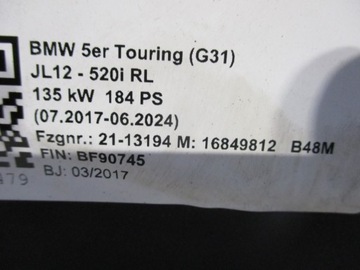 BMW 5er Touring (G31)
JL12 - 520i RL
135 kW 184 PS
(07.2017-06.2024)
Fzgnr.: 21-13194 M: 16849812 B48M
FIN: BF90745
BJ: 03/2017
479